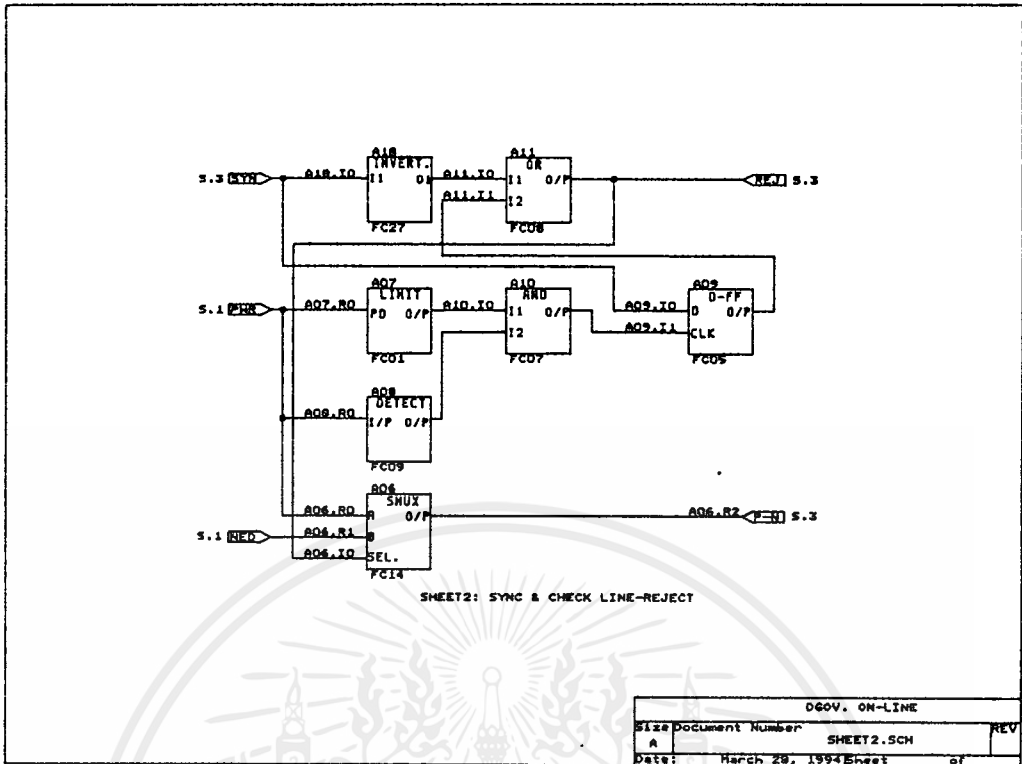 A18
INVERT.
A11
OR
S.3 SYN
A18.I0
I1
O1
A11.I0
I1
O/P
REJ S.3
A11.I1
I2
FC27
FC08
A07
LIMIT
A10
AND
A09
D-FF
S.1 PWR
A07.R0
PD
O/P
A10.I0
I1
O/P
A09.I0
D
O/P
I2
A09.I1
CLK
FC01
FC07
FC05
A08
DETECT
A08.R0
I/P
O/P
FC09
A06
SMUX
A06.R0
A
O/P
A06.R2
S.3
S.1
A06.R1
B
A06.I0
SEL.
FC14
SHEET2: SYNC & CHECK LINE-REJECT
DGOV. ON-LINE
Size
Document Number
REV
A
SHEET2.SCH
Date:
March 28, 1994
Sheet
of